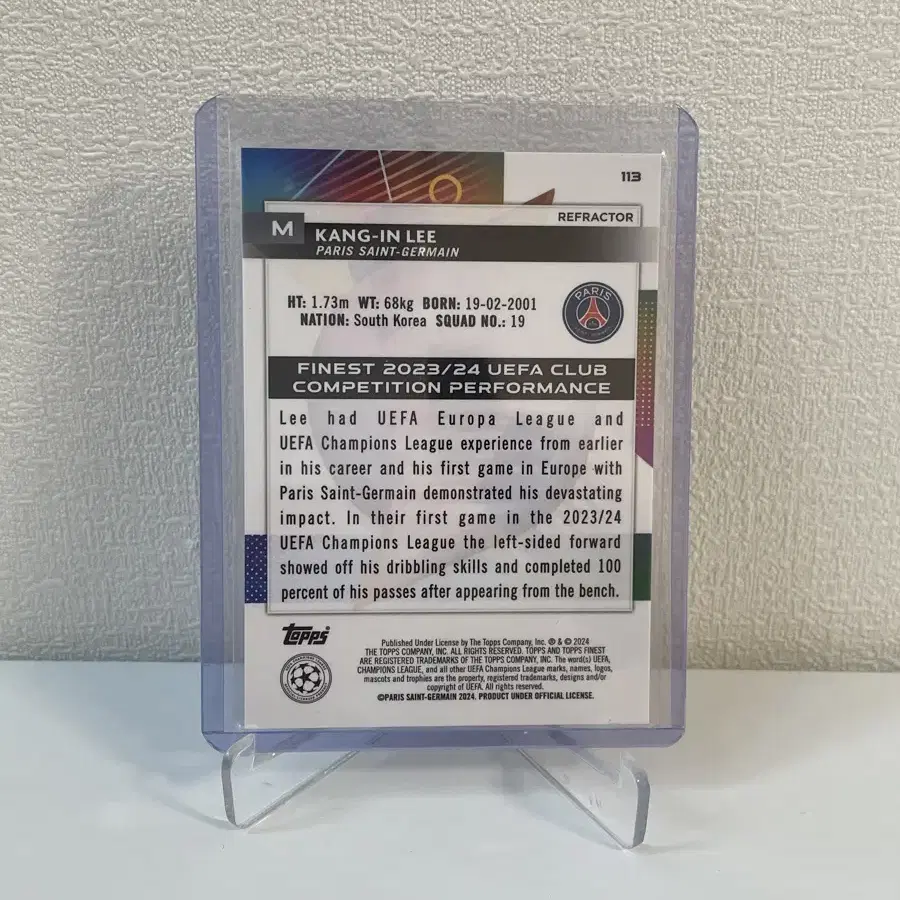 113
REFRACTOR
M
KANG-IN LEE
PARIS SAINT-GERMAIN
HT: 1.73m WT: 68kg BORN: 19-02-2001
NATION: South Korea SQUAD NO.: 19
PARIS
FINEST 2023/24 UEFA CLUB
COMPETITION PERFORMANCE
Lee had UEFA Europa League and
UEFA Champions League experience from earlier
in his career and his first game in Europe with
Paris Saint-Germain demonstrated his devastating
impact. In their first game in the 2023/24
UEFA Champions League the left-sided forward
showed off his dribbling skills and completed 100
percent of his passes after appearing from the bench.
Topps
Published Under License by The Topps Company, Inc. ® & © 2024
THE TOPPS COMPANY, INC. ALL RIGHTS RESERVED. TOPPS AND TOPPS FINEST
ARE REGISTERED TRADEMARKS OF THE TOPPS COMPANY, INC. The word(s) UEFA,
CHAMPIONS LEAGUE, and all other UEFA Champions League marks, names, logos,
mascots and trophies are the property, registered trademarks, designs and/or
copyright of UEFA. All rights reserved.
©PARIS SAINT-GERMAIN 2024. PRODUCT UNDER OFFICIAL LICENSE.